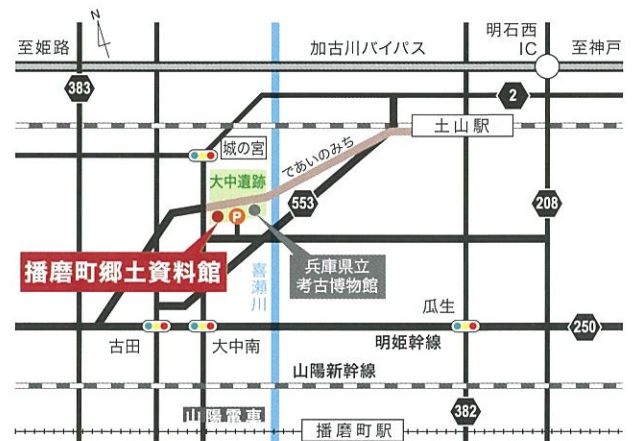 N
至姫路
加古川バイパス
明石西
IC
至神戸
383
2
土山駅
城の宮
であいのみち
大中遺跡
P
553
208
播磨町郷土資料館
喜瀬川
兵庫県立
考古博物館
瓜生
250
古田
大中南
明姫幹線
山陽新幹線
382
山陽電車
播磨町駅